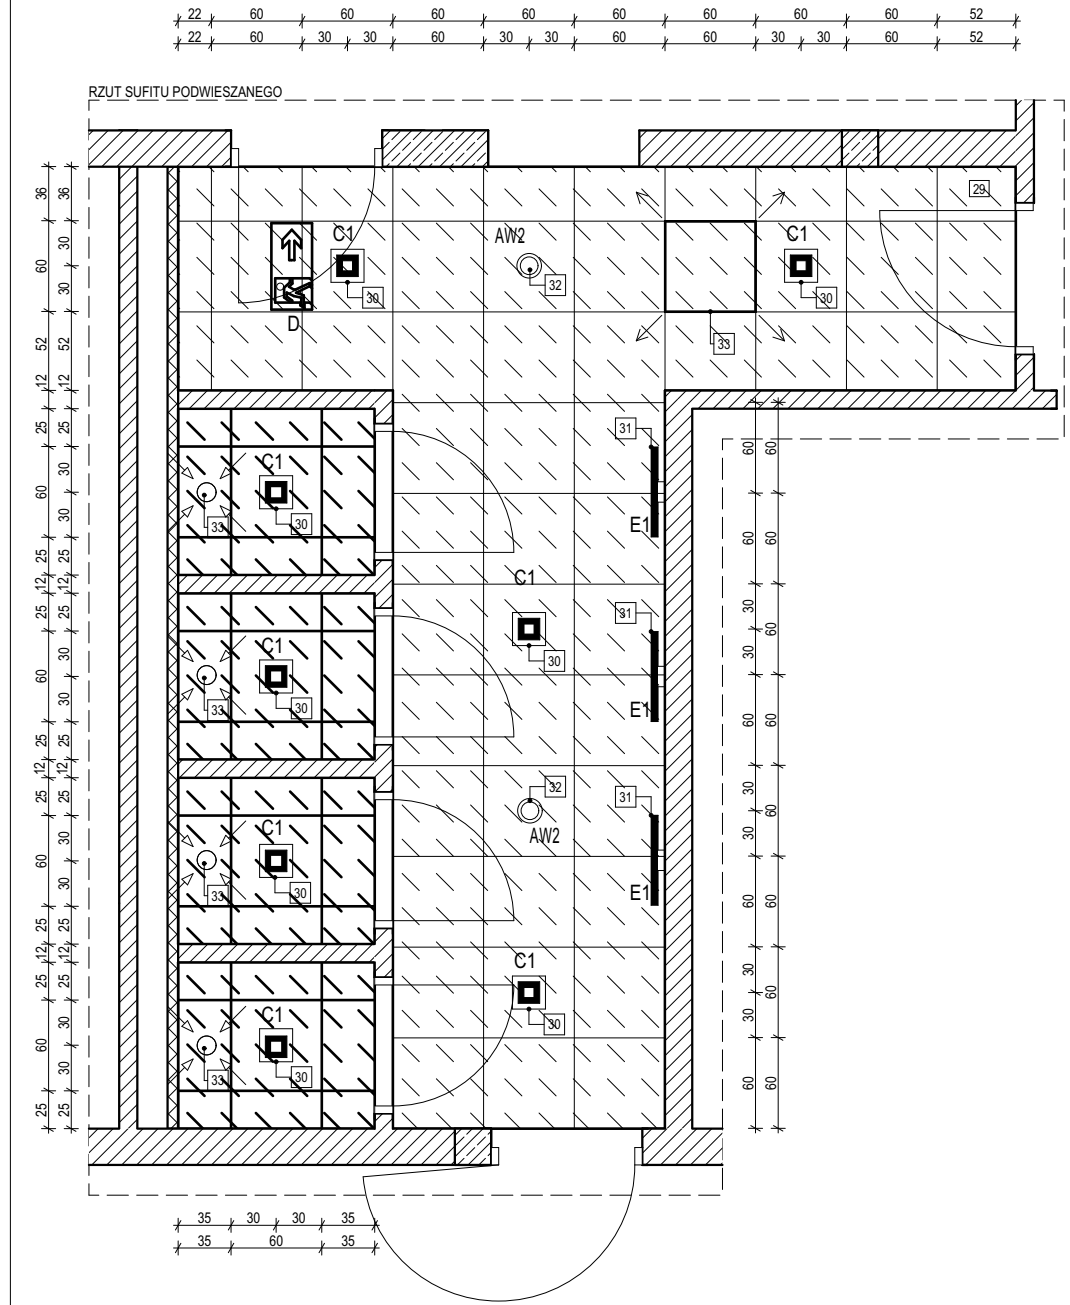 22 60 60 60 60 60 60 60 60 52
22 60 30 30 60 30 30 60 60 30 30 60 60 52
RZUT SUFITU PODWIESZANEGO
29
C1 AW2 C1
30 32 30
D 33
31
C1
30
33
E1
C1
30
31
C1
30
33
E1
32
31
C1
30
33
AW2
E1
C1
30
C1
30
33
36 60 52 12 25 60 25 12 25 60 25 12 25 60 25 12 25 60 25
36 30 30 52 12 25 30 30 25 12 25 30 30 25 12 25 30 30 25 12 25 30 30 25
60 60 30 30 60 60 30 30 60 30 30 60
60 60 60 60 60 60 60 60
35 30 30 35
35 60 35